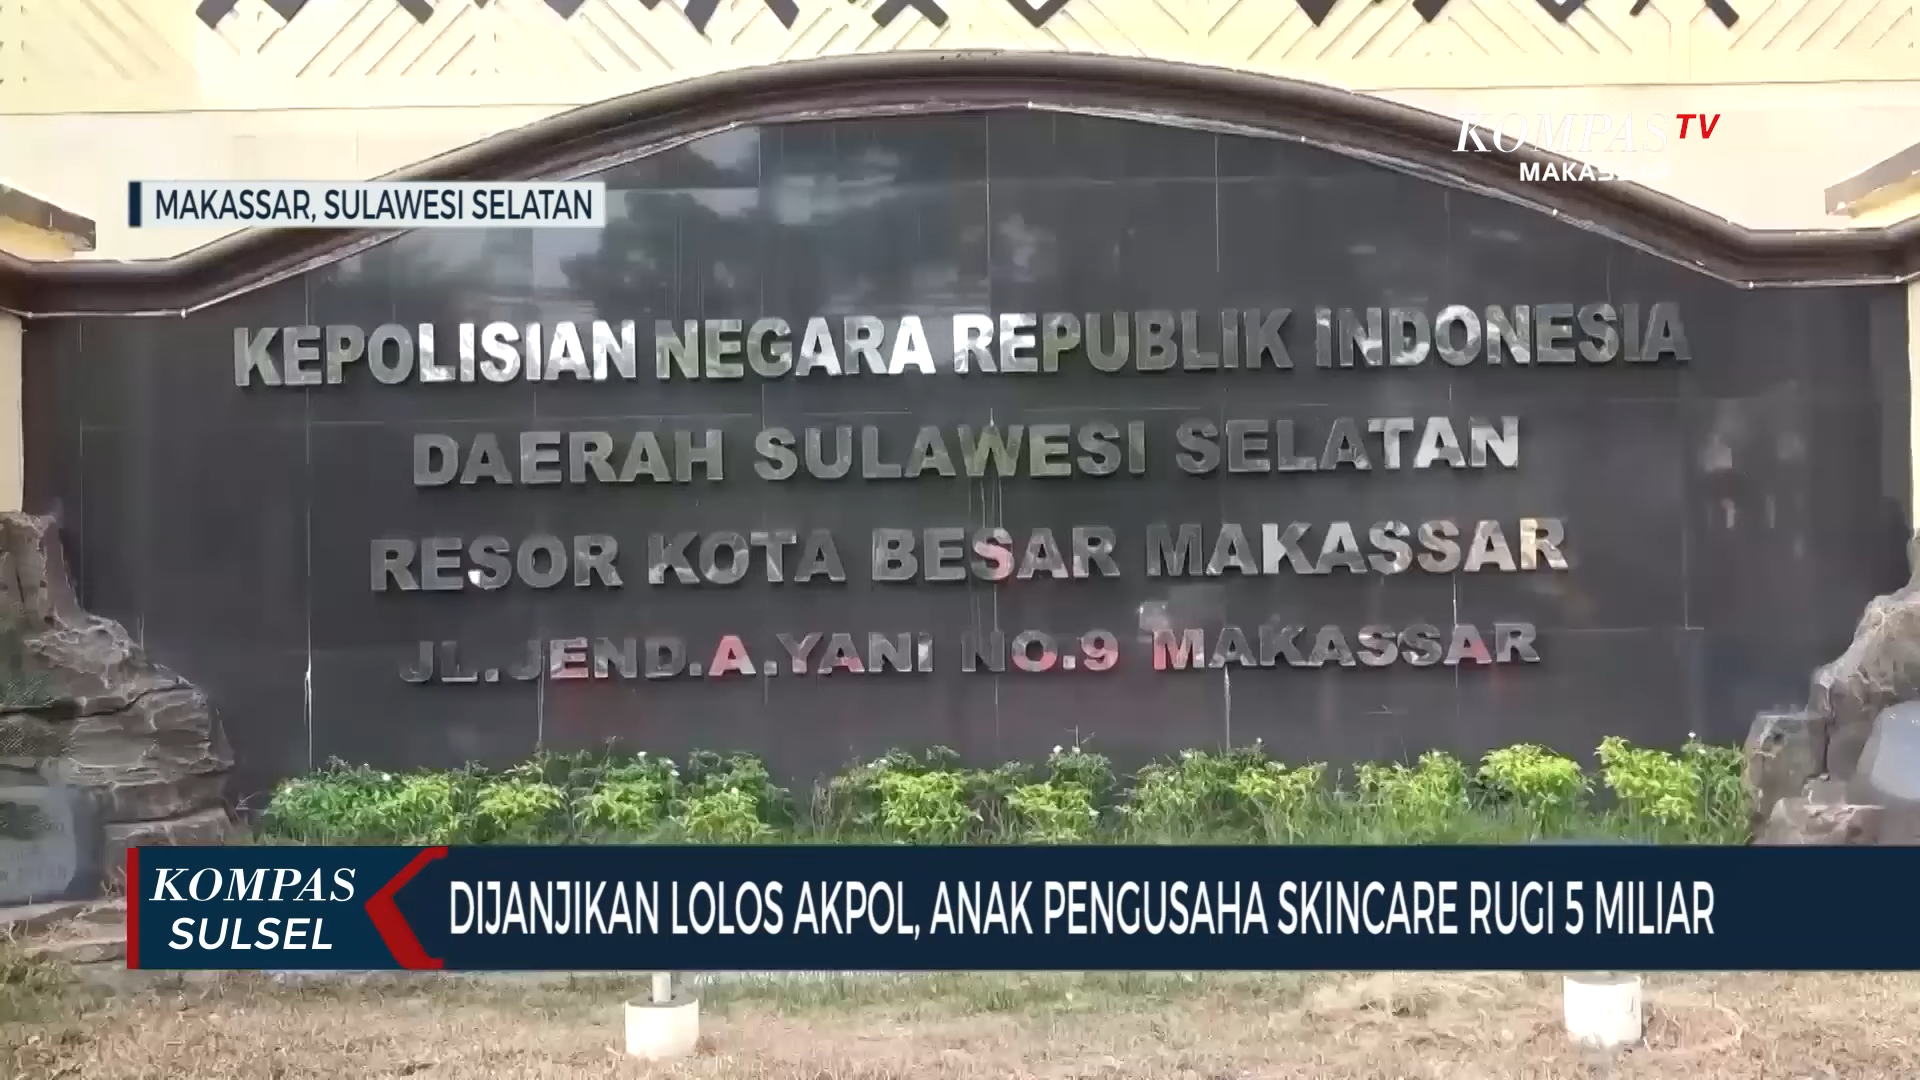 KOMPAS TV
MAKASSAR
MAKASSAR, SULAWESI SELATAN
KEPOLISIAN NEGARA REPUBLIK INDONESIA
DAERAH SULAWESI SELATAN
RESOR KOTA BESAR MAKASSAR
JL.JEND.A.YANI NO.9 MAKASSAR
KOMPAS
SULSEL
DIJANJIKAN LOLOS AKPOL, ANAK PENGUSAHA SKINCARE RUGI 5 MILIAR